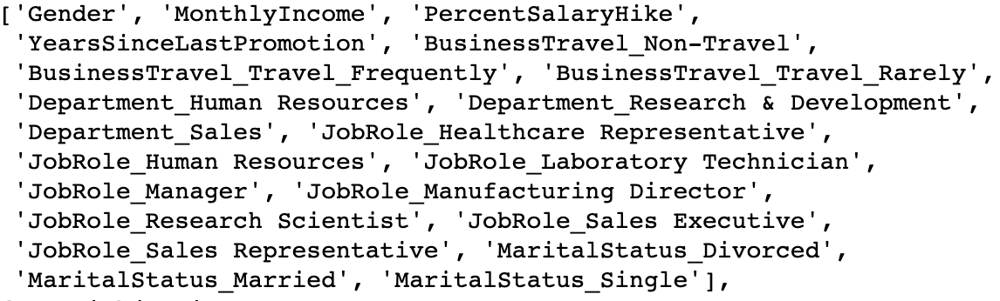 ['Gender', 'MonthlyIncome', 'PercentSalaryHike',
'YearsSinceLastPromotion', 'BusinessTravel_Non-Travel',
'BusinessTravel_Travel_Frequently', 'BusinessTravel_Travel_Rarely',
'Department_Human Resources', 'Department_Research & Development',
'Department_Sales', 'JobRole_Healthcare Representative',
'JobRole_Human Resources', 'JobRole_Laboratory Technician',
'JobRole_Manager', 'JobRole_Manufacturing Director',
'JobRole_Research Scientist', 'JobRole_Sales Executive',
'JobRole_Sales Representative', 'MaritalStatus_Divorced',
'MaritalStatus_Married', 'MaritalStatus_Single'],